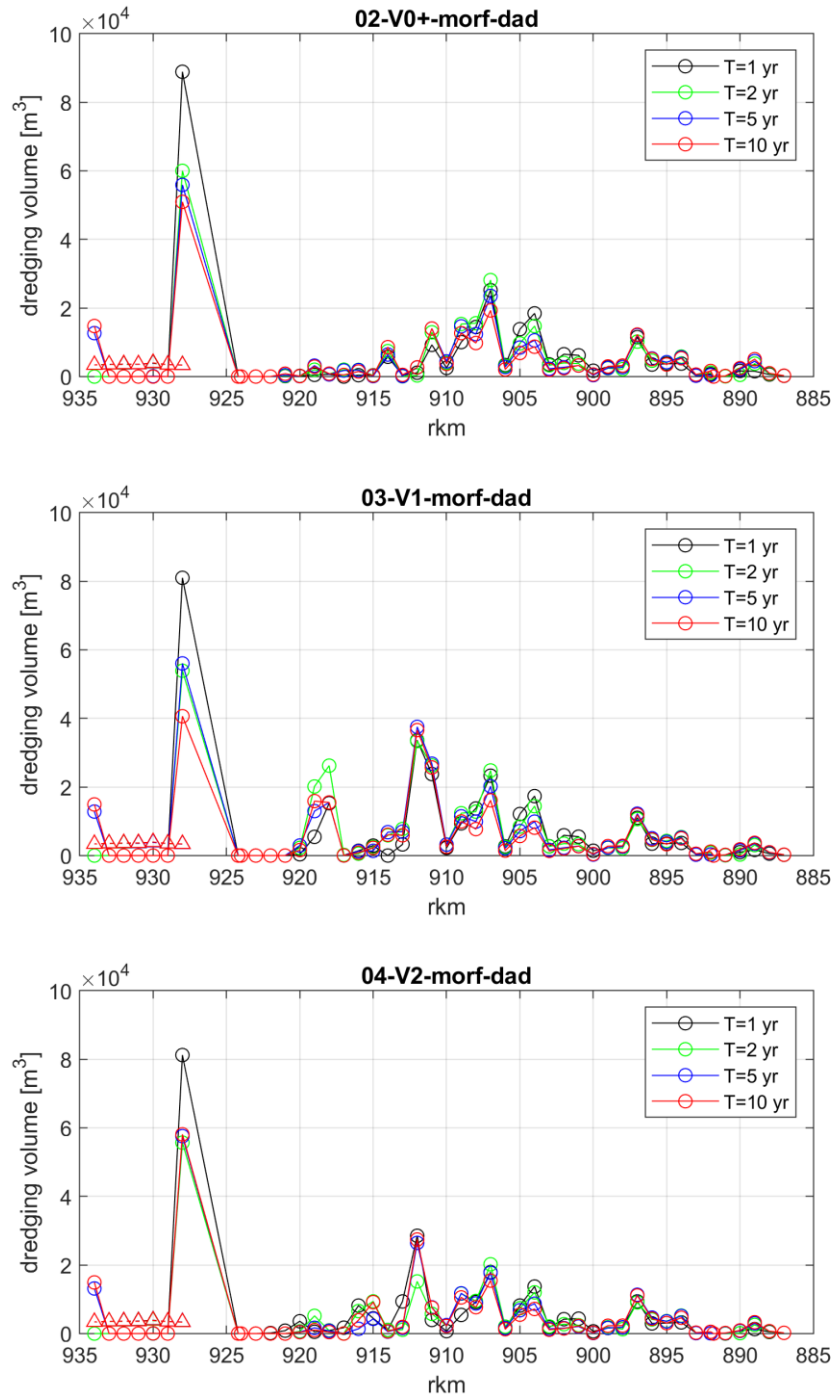 02-V0+-morf-dad
×10⁴
10
8
6
4
2
0
dredging volume [m³]
T=1 yr
T=2 yr
T=5 yr
T=10 yr
935 930 925 920 915 910 905 900 895 890 885
rkm
03-V1-morf-dad
×10⁴
10
8
6
4
2
0
dredging volume [m³]
T=1 yr
T=2 yr
T=5 yr
T=10 yr
935 930 925 920 915 910 905 900 895 890 885
rkm
04-V2-morf-dad
×10⁴
10
8
6
4
2
0
dredging volume [m³]
T=1 yr
T=2 yr
T=5 yr
T=10 yr
935 930 925 920 915 910 905 900 895 890 885
rkm